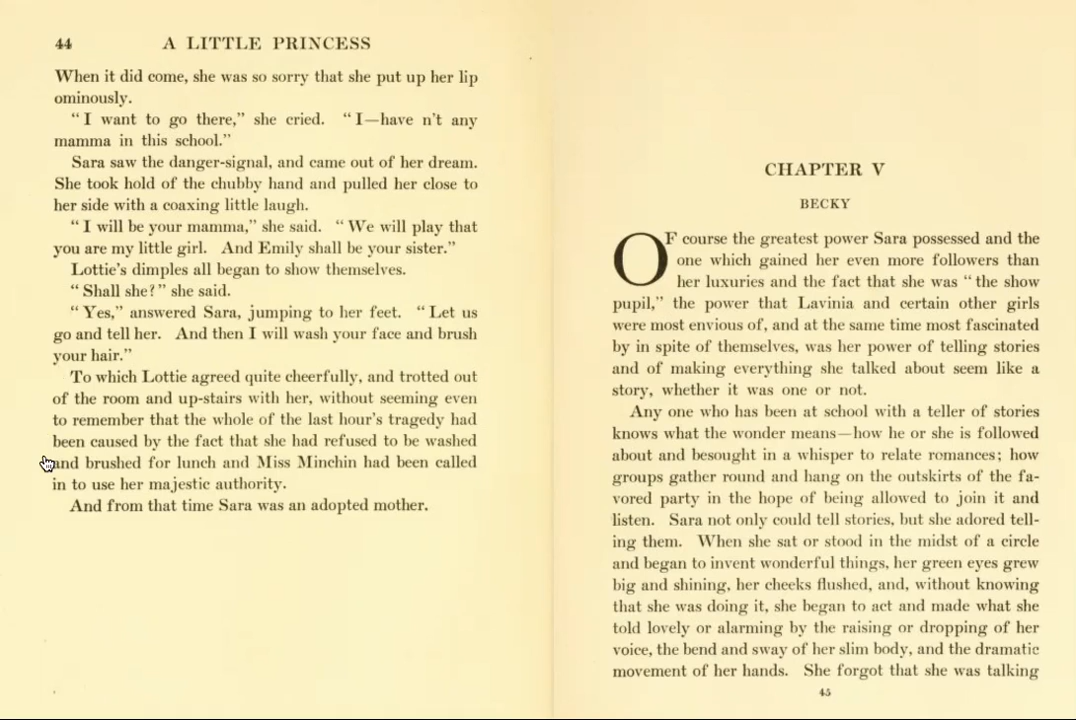 44 A LITTLE PRINCESS
When it did come, she was so sorry that she put up her lip
ominously.
“ I want to go there,” she cried. “ I—have n't any
mamma in this school.”
Sara saw the danger-signal, and came out of her dream.
She took hold of the chubby hand and pulled her close to
her side with a coaxing little laugh.
“ I will be your mamma,” she said. “ We will play that
you are my little girl. And Emily shall be your sister.”
Lottie's dimples all began to show themselves.
“ Shall she? ” she said.
“ Yes,” answered Sara, jumping to her feet. “ Let us
go and tell her. And then I will wash your face and brush
your hair.”
To which Lottie agreed quite cheerfully, and trotted out
of the room and up-stairs with her, without seeming even
to remember that the whole of the last hour's tragedy had
been caused by the fact that she had refused to be washed
and brushed for lunch and Miss Minchin had been called
in to use her majestic authority.
And from that time Sara was an adopted mother.
CHAPTER V
BECKY
OF course the greatest power Sara possessed and the
one which gained her even more followers than
her luxuries and the fact that she was “ the show
pupil,” the power that Lavinia and certain other girls
were most envious of, and at the same time most fascinated
by in spite of themselves, was her power of telling stories
and of making everything she talked about seem like a
story, whether it was one or not.
Any one who has been at school with a teller of stories
knows what the wonder means—how he or she is followed
about and besought in a whisper to relate romances; how
groups gather round and hang on the outskirts of the fa-
vored party in the hope of being allowed to join it and
listen. Sara not only could tell stories, but she adored tell-
ing them. When she sat or stood in the midst of a circle
and began to invent wonderful things, her green eyes grew
big and shining, her cheeks flushed, and, without knowing
that she was doing it, she began to act and made what she
told lovely or alarming by the raising or dropping of her
voice, the bend and sway of her slim body, and the dramatic
movement of her hands. She forgot that she was talking
45